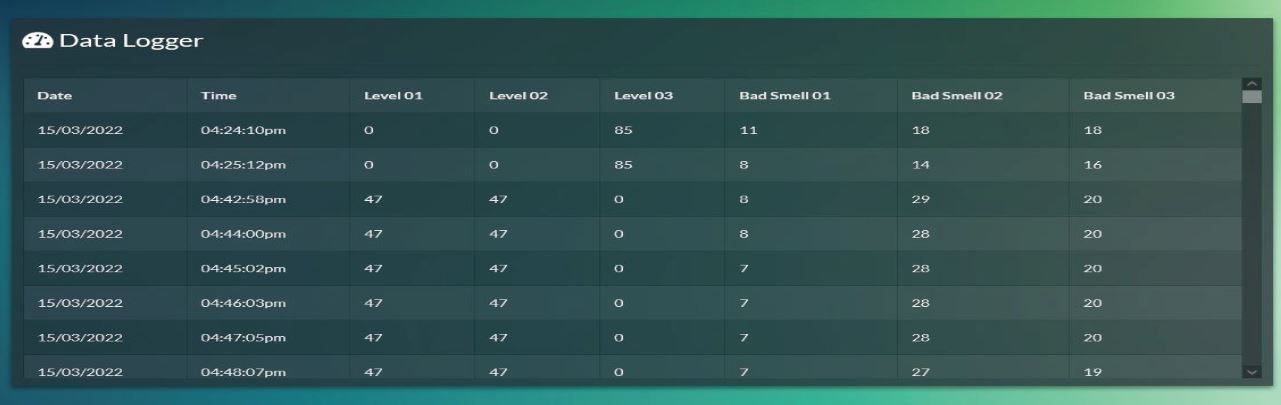 Data Logger
Date Time Level 01 Level 02 Level 03 Bad Smell 01 Bad Smell 02 Bad Smell 03
15/03/2022 04:24:10pm 0 0 85 11 18 18
15/03/2022 04:25:12pm 0 0 85 8 14 16
15/03/2022 04:42:58pm 47 47 0 8 29 20
15/03/2022 04:44:00pm 47 47 0 8 28 20
15/03/2022 04:45:02pm 47 47 0 7 28 20
15/03/2022 04:46:03pm 47 47 0 7 28 20
15/03/2022 04:47:05pm 47 47 0 7 28 20
15/03/2022 04:48:07pm 47 47 0 7 27 19